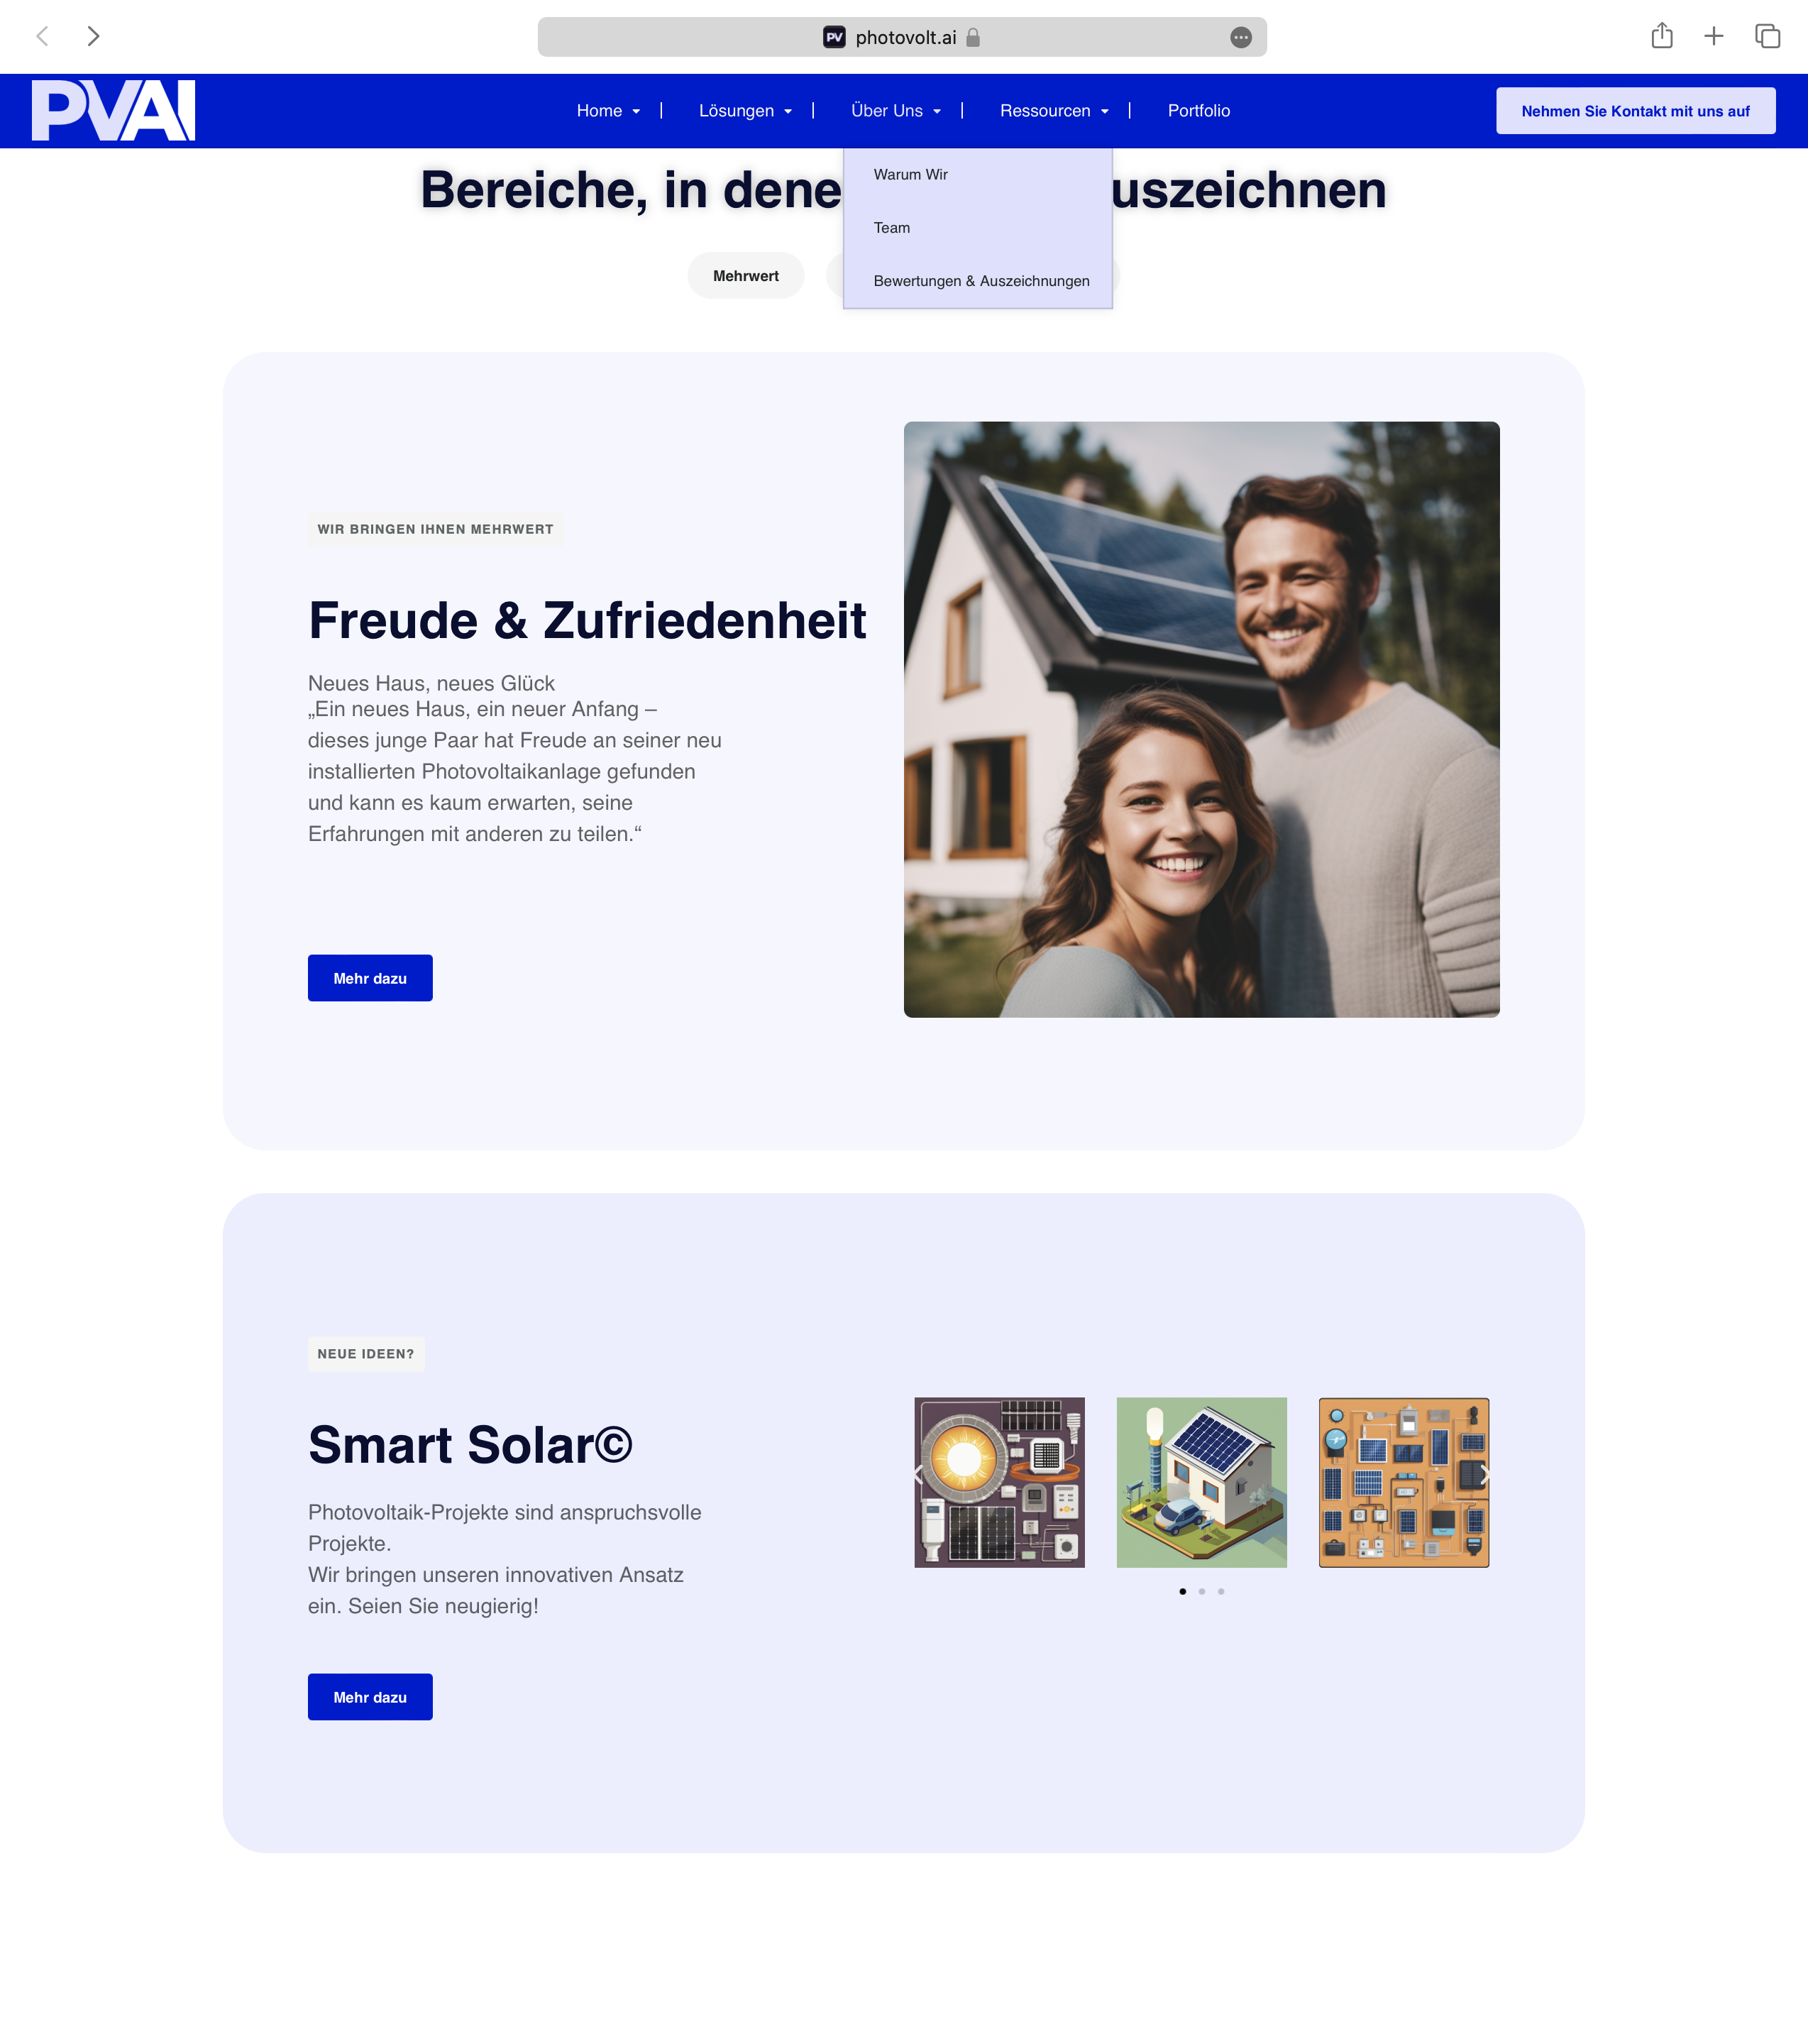 PV photovolt.ai
PVAI
Home
Lösungen
Über Uns
Ressourcen
Portfolio
Nehmen Sie Kontakt mit uns auf
Warum Wir
Team
Bewertungen & Auszeichnungen
Bereiche, in dene uszeichnen
Mehrwert
WIR BRINGEN IHNEN MEHRWERT
Freude & Zufriedenheit
Neues Haus, neues Glück
„Ein neues Haus, ein neuer Anfang –
dieses junge Paar hat Freude an seiner neu
installierten Photovoltaikanlage gefunden
und kann es kaum erwarten, seine
Erfahrungen mit anderen zu teilen.“
Mehr dazu
NEUE IDEEN?
Smart Solar©
Photovoltaik-Projekte sind anspruchsvolle
Projekte.
Wir bringen unseren innovativen Ansatz
ein. Seien Sie neugierig!
Mehr dazu